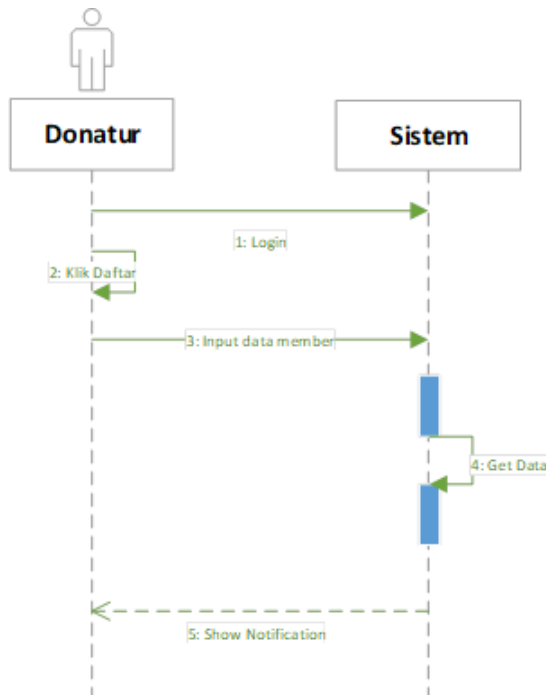 Donatur
Sistem
1: Login
2: Klik Daftar
3: Input data member
4: Get Data
5: Show Notification